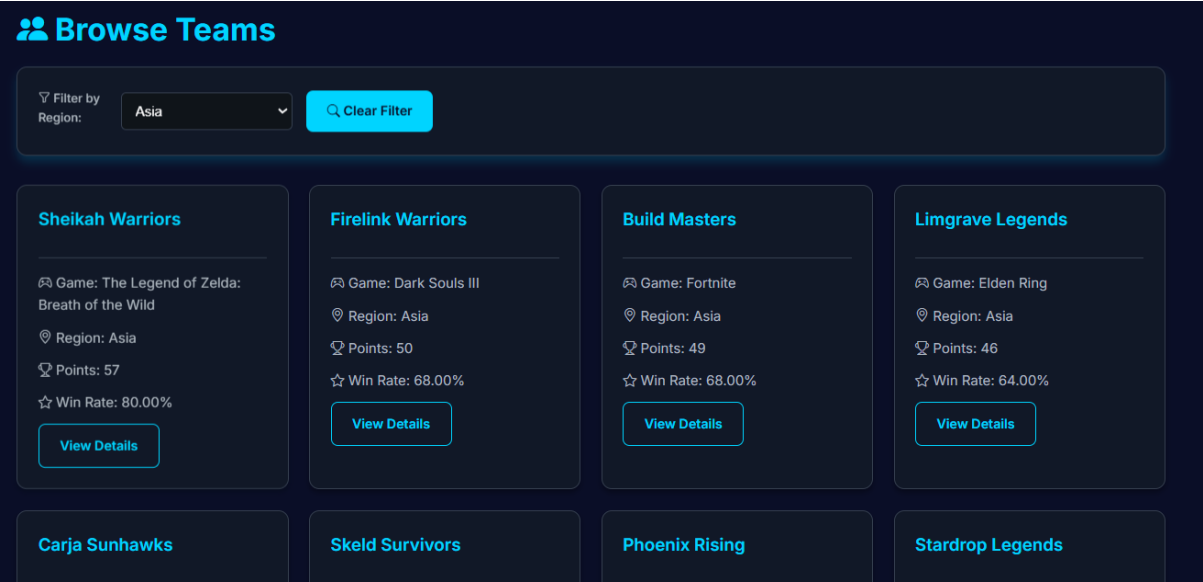 Browse Teams
Filter by
Region:
Asia
Clear Filter
Sheikah Warriors
Game: The Legend of Zelda:
Breath of the Wild
Region: Asia
Points: 57
Win Rate: 80.00%
View Details
Firelink Warriors
Game: Dark Souls III
Region: Asia
Points: 50
Win Rate: 68.00%
View Details
Build Masters
Game: Fortnite
Region: Asia
Points: 49
Win Rate: 68.00%
View Details
Limgrave Legends
Game: Elden Ring
Region: Asia
Points: 46
Win Rate: 64.00%
View Details
Carja Sunhawks
Skeld Survivors
Phoenix Rising
Stardrop Legends